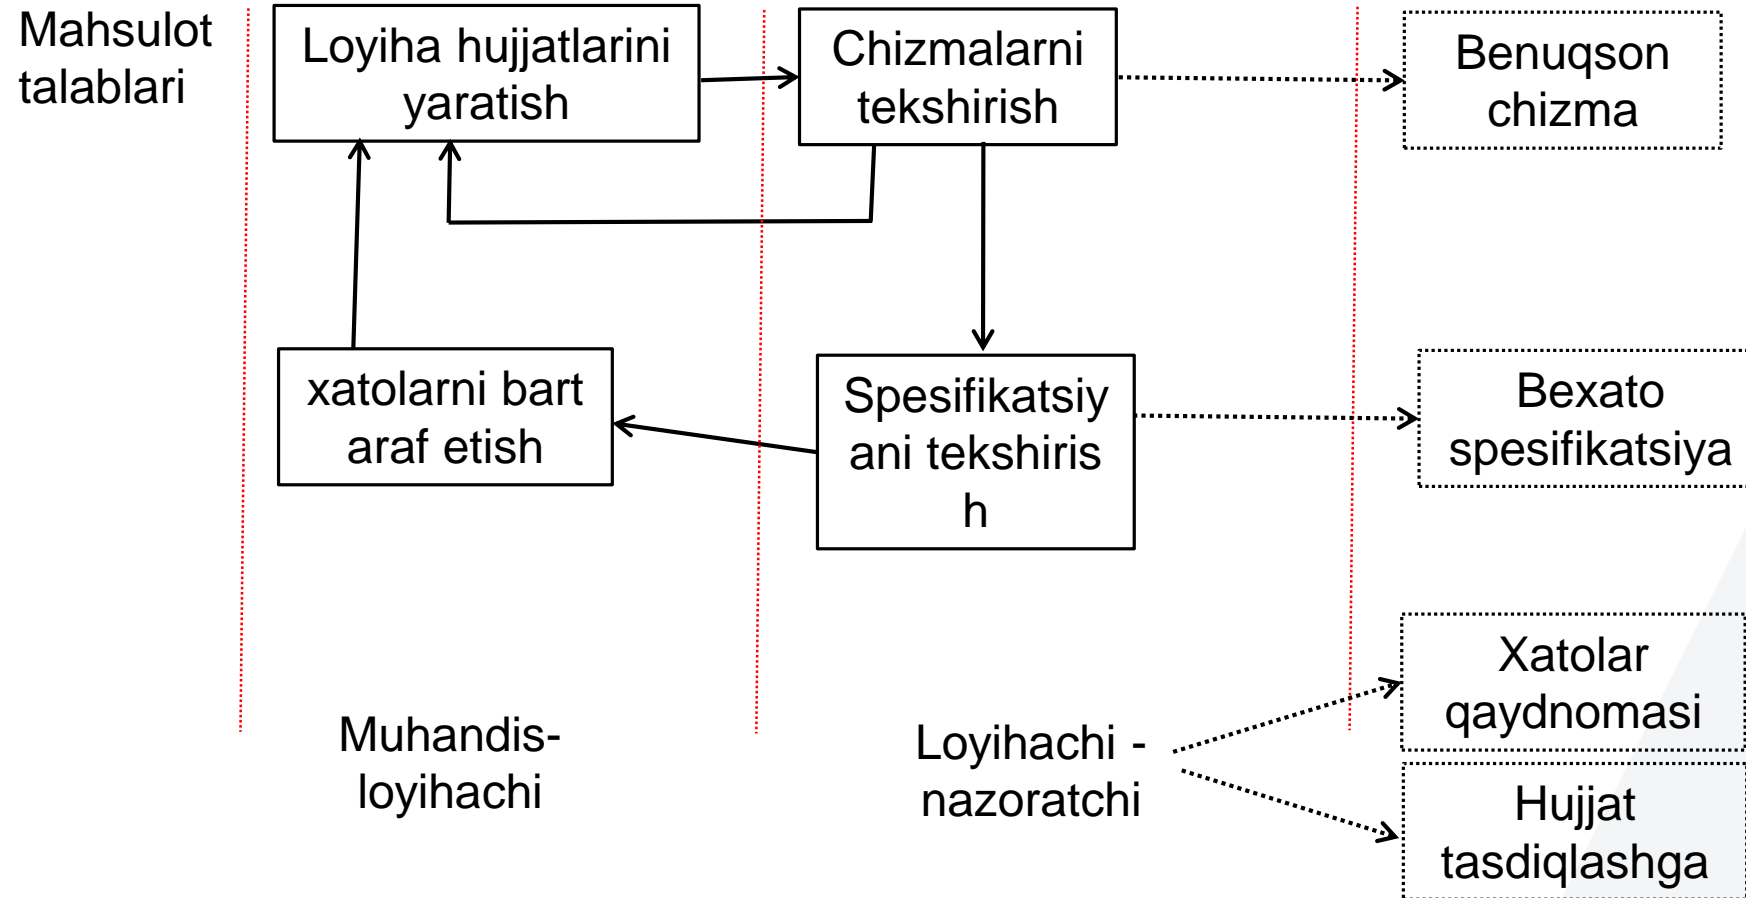 Mahsulot
talablari
Loyiha hujjatlarini
yaratish
Chizmalarni
tekshirish
Benuqson
chizma
xatolarni bart
araf etish
Spesifikatsiy
ani tekshiris
h
Bexato
spesifikatsiya
Muhandis-
loyihachi
Loyihachi -
nazoratchi
Xatolar
qaydnomasi
Hujjat
tasdiqlashga